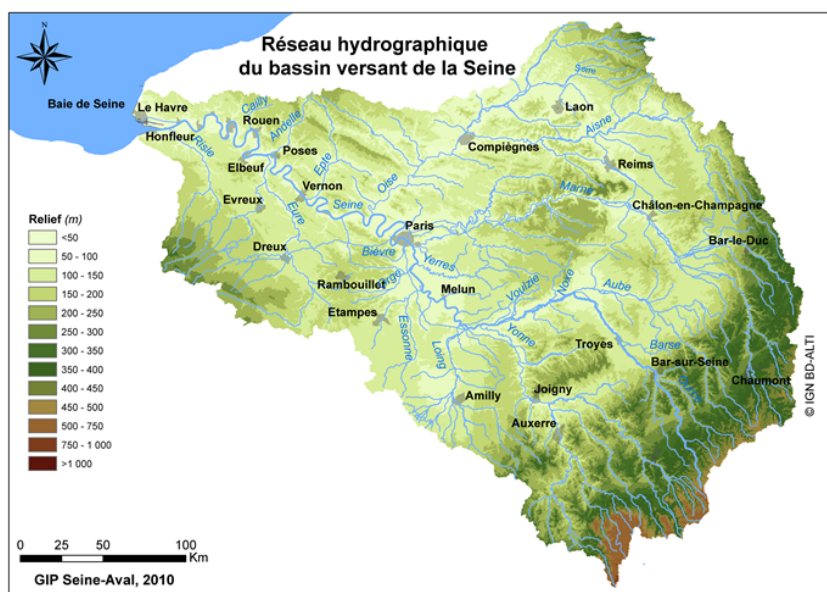 N
Réseau hydrographique
du bassin versant de la Seine
Baie de Seine
Le Havre
Honfleur
Risle
Cailly
Rouen
Andelle
Elbeuf
Poses
Epte
Vernon
Evreux
Eure
Seine
Oise
Compiègnes
Serre
Laon
Aisne
Reims
Marne
Châlon-en-Champagne
Bar-le-Duc
Paris
Dreux
Bièvre
Yerres
Rambouillet
Orge
Melun
Etampes
Essonne
Loing
Voulzie
Noxe
Aube
Yonne
Troyes
Barse
Bar-sur-Seine
Chaumont
Amilly
Joigny
Auxerre
Relief (m)
<50
50 - 100
100 - 150
150 - 200
200 - 250
250 - 300
300 - 350
350 - 400
400 - 450
450 - 500
500 - 750
750 - 1 000
>1 000
0 25 50 100
Km
GIP Seine-Aval, 2010
© IGN BD-ALTI